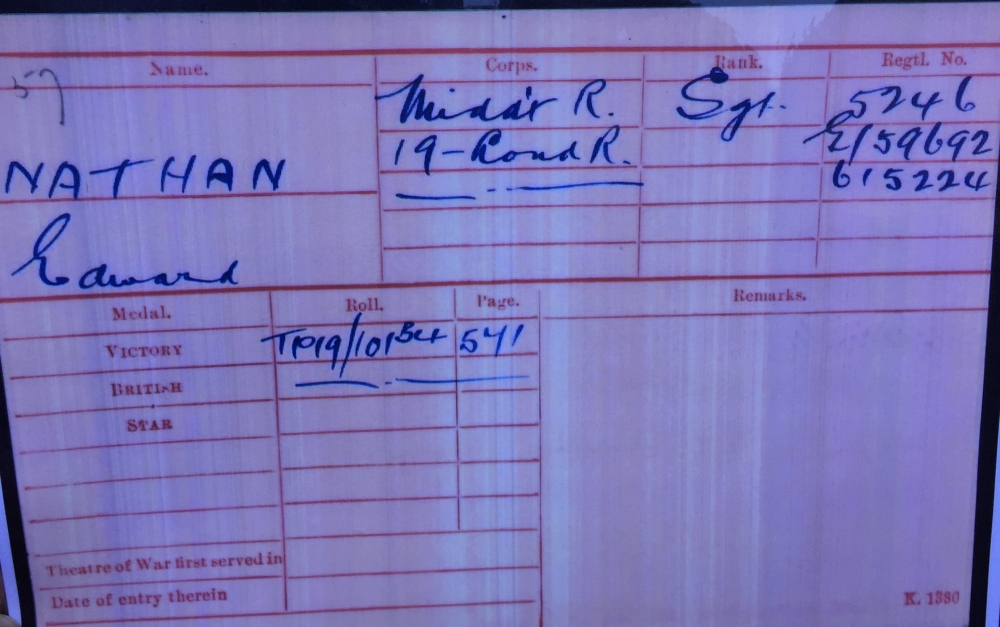 57
Name.
Corps.
Rank.
Regtl. No.
Midd'x R.
Sgt.
5246
19-Lond R.
E/59692
615224
NATHAN
Edward
Medal.
Roll.
Page.
Remarks.
VICTORY
TP19/101B24
541
BRITISH
STAR
Theatre of War first served in
Date of entry therein
K. 1380